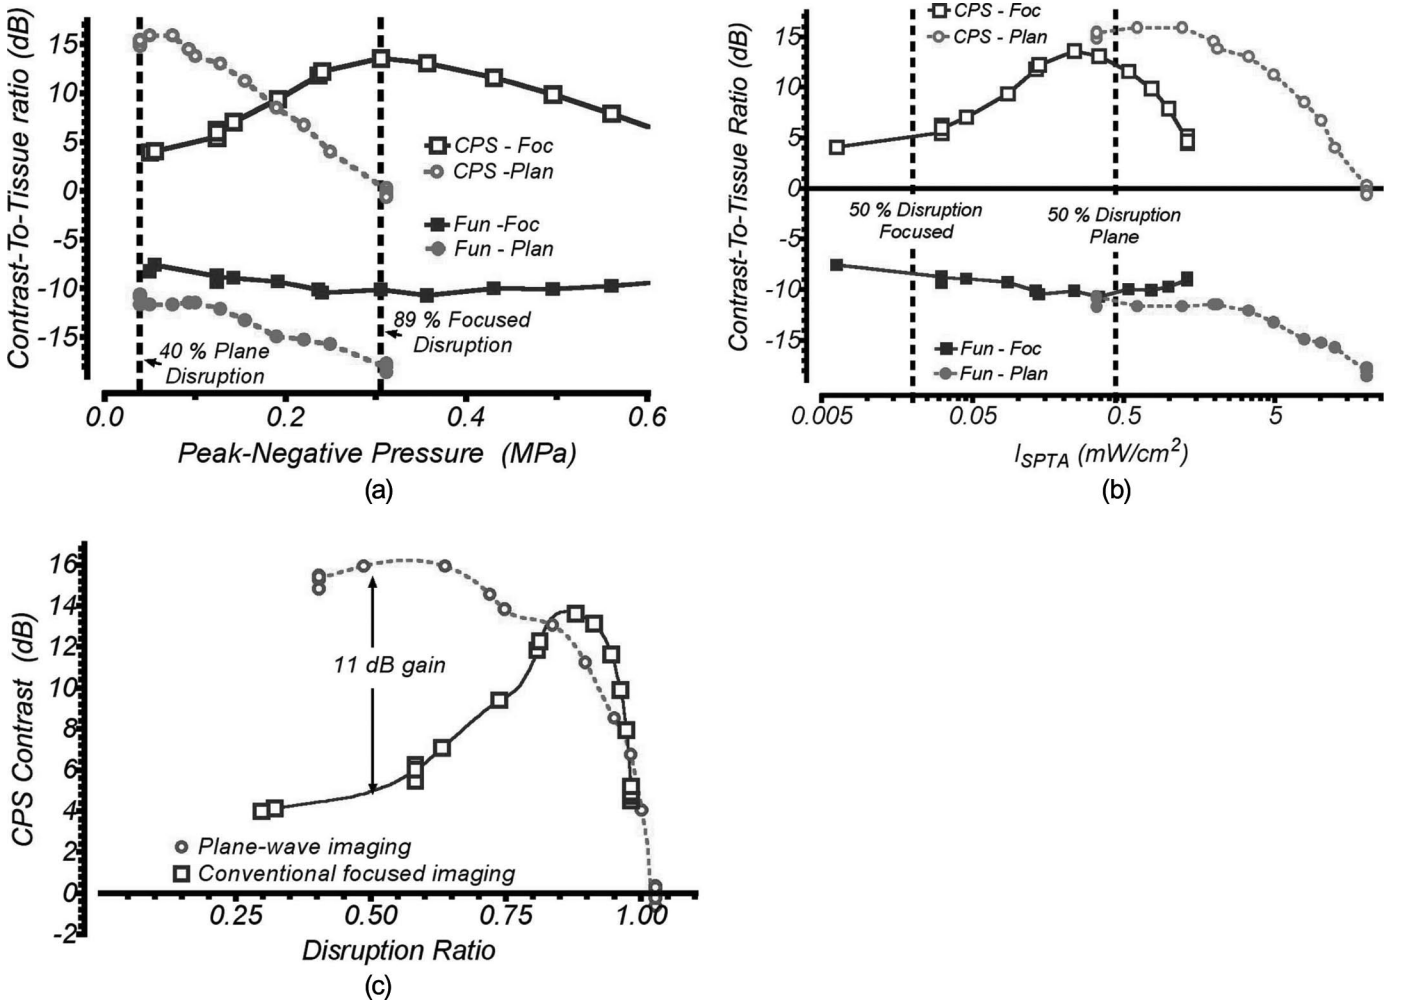 Contrast-To-Tissue ratio (dB)
15
10
5
0
-5
-10
-15
CPS - Foc
CPS -Plan
Fun -Foc
Fun - Plan
89 % Focused
Disruption
40 % Plane
Disruption
0.0
0.2
0.4
0.6
Peak-Negative Pressure (MPa)
(a)
Contrast-To-Tissue Ratio (dB)
15
10
5
0
-5
-10
-15
CPS - Foc
CPS - Plan
50 % Disruption
Focused
50 % Disruption
Plane
Fun - Foc
Fun - Plan
0.005
0.05
0.5
5
I_SPTA (mW/cm²)
(b)
CPS Contrast (dB)
16
14
12
10
8
6
4
2
0
-2
11 dB gain
Plane-wave imaging
Conventional focused imaging
0.25
0.50
0.75
1.00
Disruption Ratio
(c)